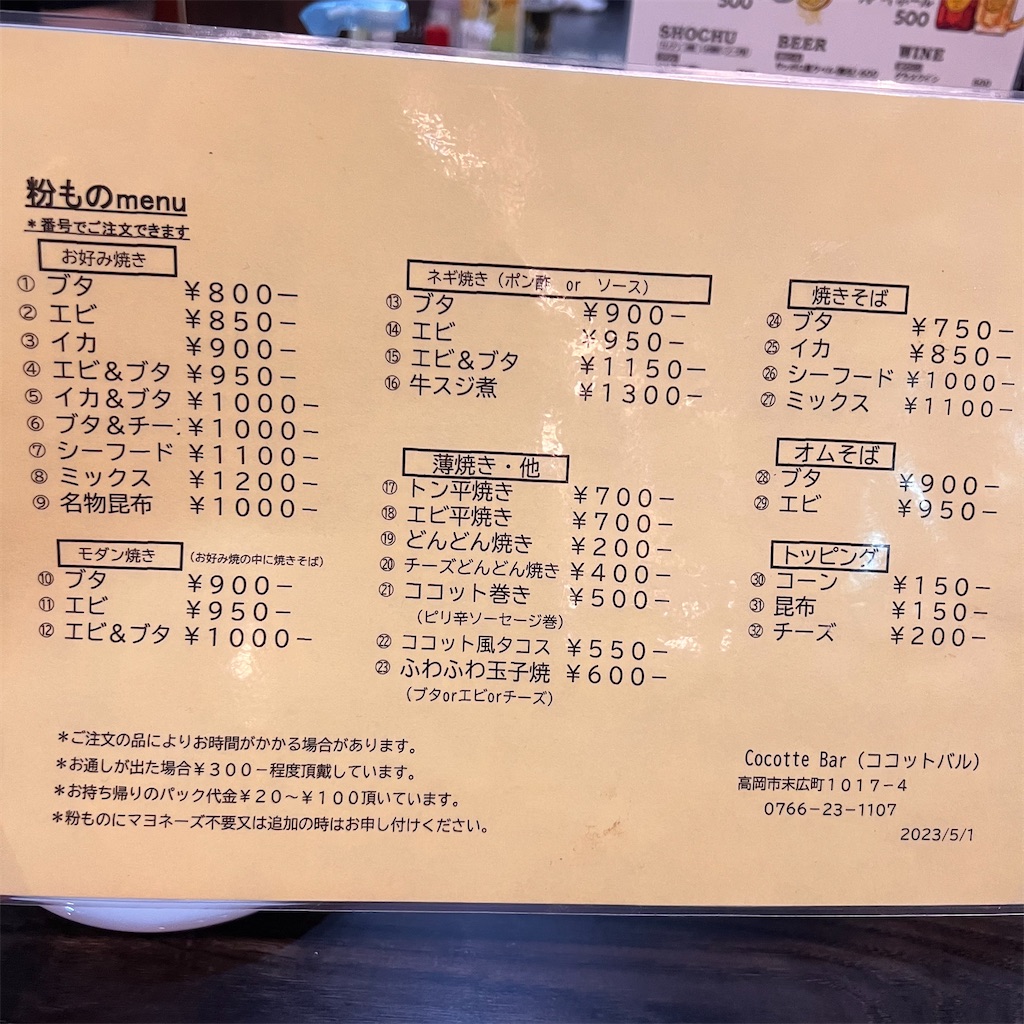 500
500
SHOCHU
BEER
WINE
600
粉ものmenu
*番号でご注文できます
お好み焼き
① ブタ ￥800－
② エビ ￥850－
③ イカ ￥900－
④ エビ＆ブタ ￥950－
⑤ イカ＆ブタ ￥1000－
⑥ ブタ＆チー ￥1000－
⑦ シーフード ￥1100－
⑧ ミックス ￥1200－
⑨ 名物昆布 ￥1000－
モダン焼き (お好み焼の中に焼きそば)
⑩ ブタ ￥900－
⑪ エビ ￥950－
⑫ エビ＆ブタ ￥1000－
ネギ焼き（ポン酢 or ソース）
⑬ ブタ ￥900－
⑭ エビ ￥950－
⑮ エビ＆ブタ ￥1150－
⑯ 牛スジ煮 ￥1300－
薄焼き・他
⑰ トン平焼き ￥700－
⑱ エビ平焼き ￥700－
⑲ どんどん焼き ￥200－
⑳ チーズどんどん焼き ￥400－
㉑ ココット巻き ￥500－
（ピリ辛ソーセージ巻）
㉒ ココット風タコス ￥550－
㉓ ふわふわ玉子焼 ￥600－
（ブタorエビorチーズ）
焼きそば
㉔ ブタ ￥750－
㉕ イカ ￥850－
㉖ シーフード ￥1000－
㉗ ミックス ￥1100－
オムそば
㉘ ブタ ￥900－
㉙ エビ ￥950－
トッピング
㉚ コーン ￥150－
㉛ 昆布 ￥150－
㉜ チーズ ￥200－
*ご注文の品によりお時間がかかる場合があります。
*お通しが出た場合￥300－程度頂戴しています。
*お持ち帰りのパック代金￥20～￥100頂いています。
*粉ものにマヨネーズ不要又は追加の時はお申し付けください。
Cocotte Bar（ココットバル）
高岡市末広町1017-4
0766-23-1107
2023/5/1